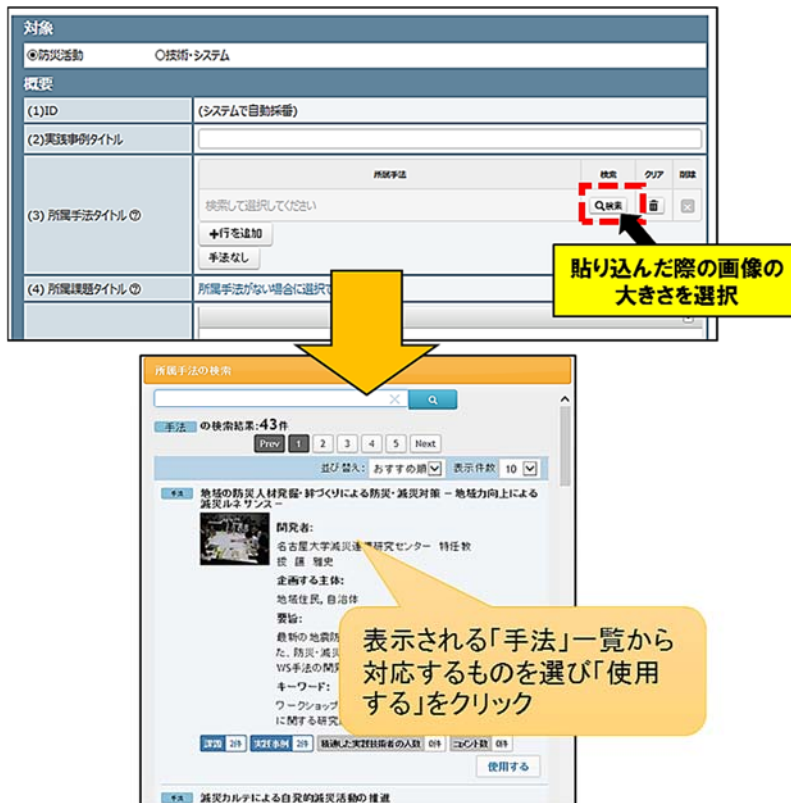 対象
◉防災活動 ○技術・システム
概要
(1)ID (システムで自動採番)
(2)実践事例タイトル
所属手法 検索 クリア 削除
(3) 所属手法タイトル
検索して選択してください 検索
+行を追加
手法なし
(4) 所属課題タイトル 所属手法がない場合に選択
貼り込んだ際の画像の
大きさを選択
所属手法の検索
手法 の検索結果:43件
Prev 1 2 3 4 5 Next
並び替え: おすすめ順 表示件数 10
手法 地域の防災人材発掘・絆づくりによる防災・減災対策 – 地域力向上による
減災ルネサンス –
開発者:
名古屋大学減災連携研究センター 特任教
授 護 雅史
企画する主体:
地域住民, 自治体
要旨:
最新の地震防
た、防災・減災
WS手法の開発
キーワード:
ワークショップ
に関する研究
表示される「手法」一覧から
対応するものを選び「使用
する」をクリック
課題 2件 実践事例 2件 精通した実践技術者の人数 0件 コメント数 0件
使用する
手法 減災カルテによる自発的減災活動の推進